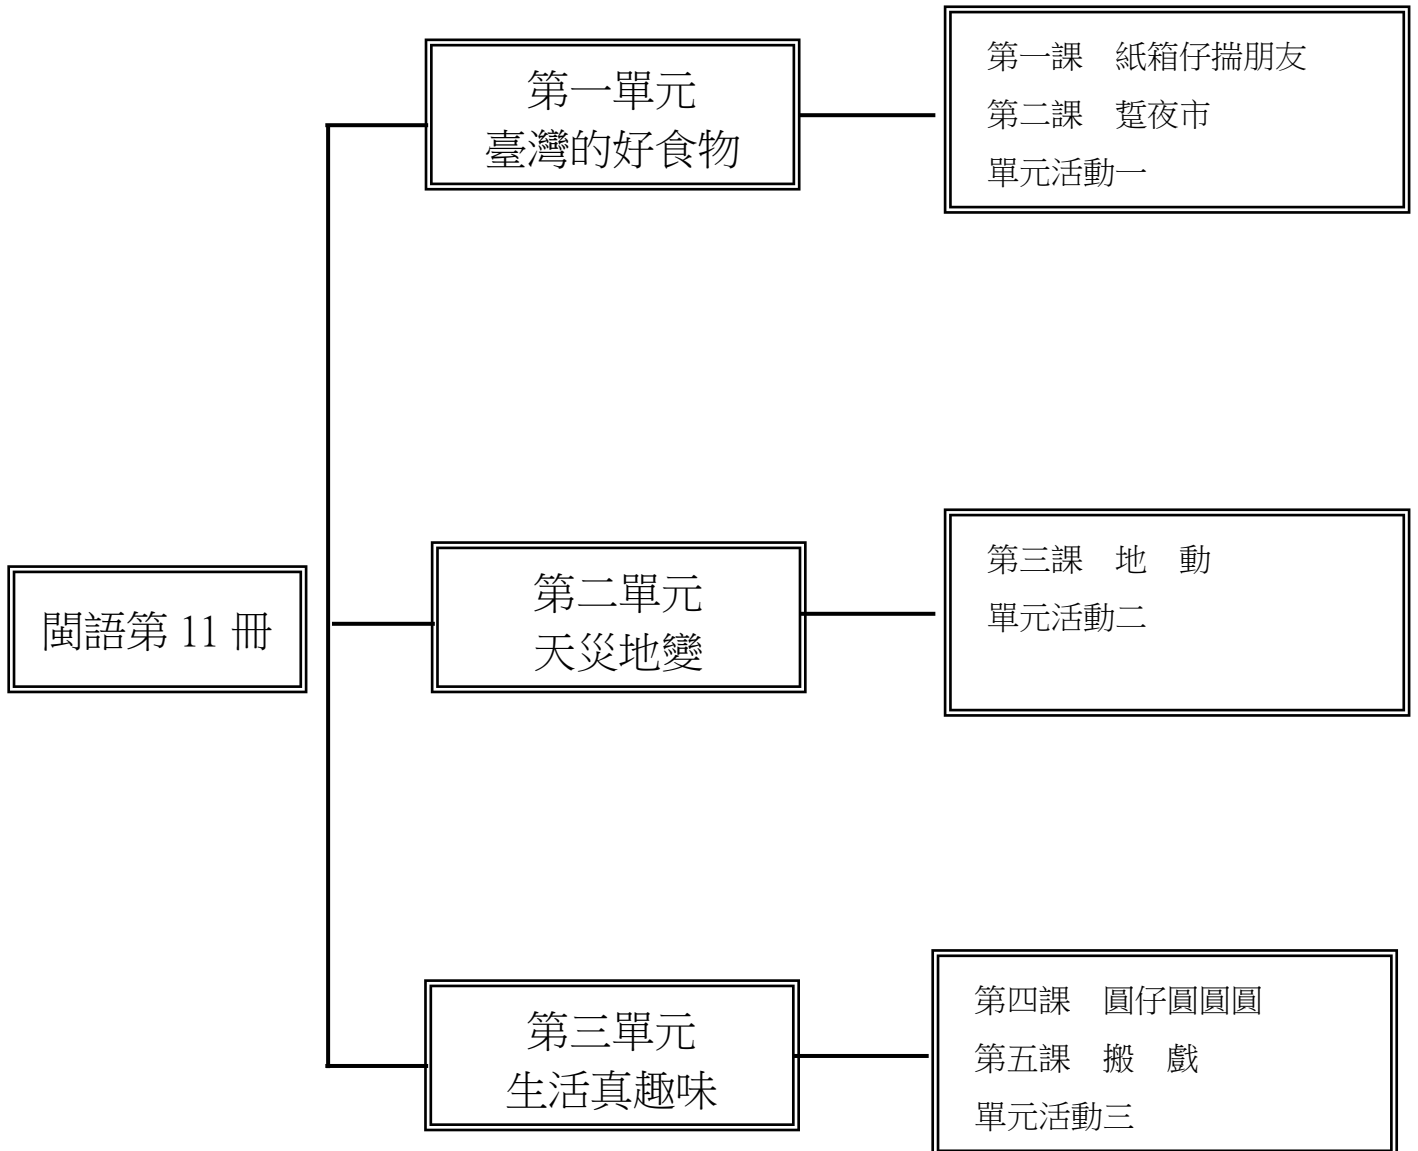 閩語第 11 冊
第一單元
臺灣的好食物
第一課　紙箱仔揣朋友
第二課　踅夜市
單元活動一
第二單元
天災地變
第三課　地　動
單元活動二
第三單元
生活真趣味
第四課　圓仔圓圓圓
第五課　搬　戲
單元活動三